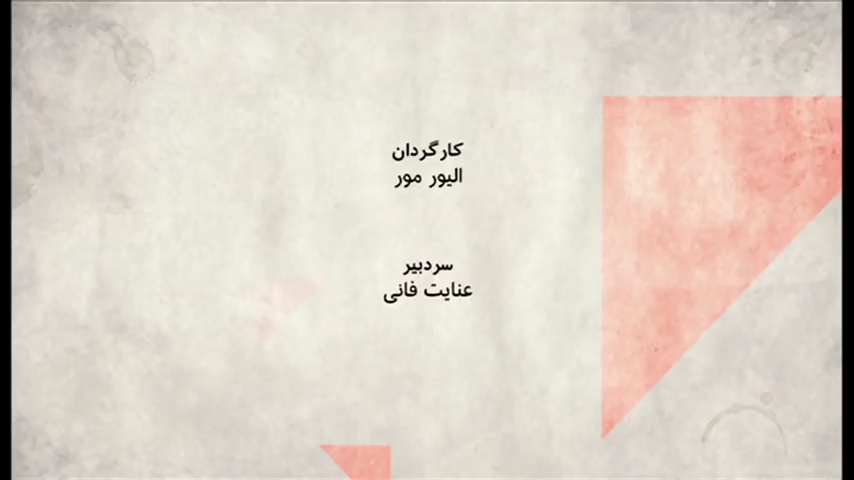 کارگردان
الیور مور
سردبیر
عنایت فانی